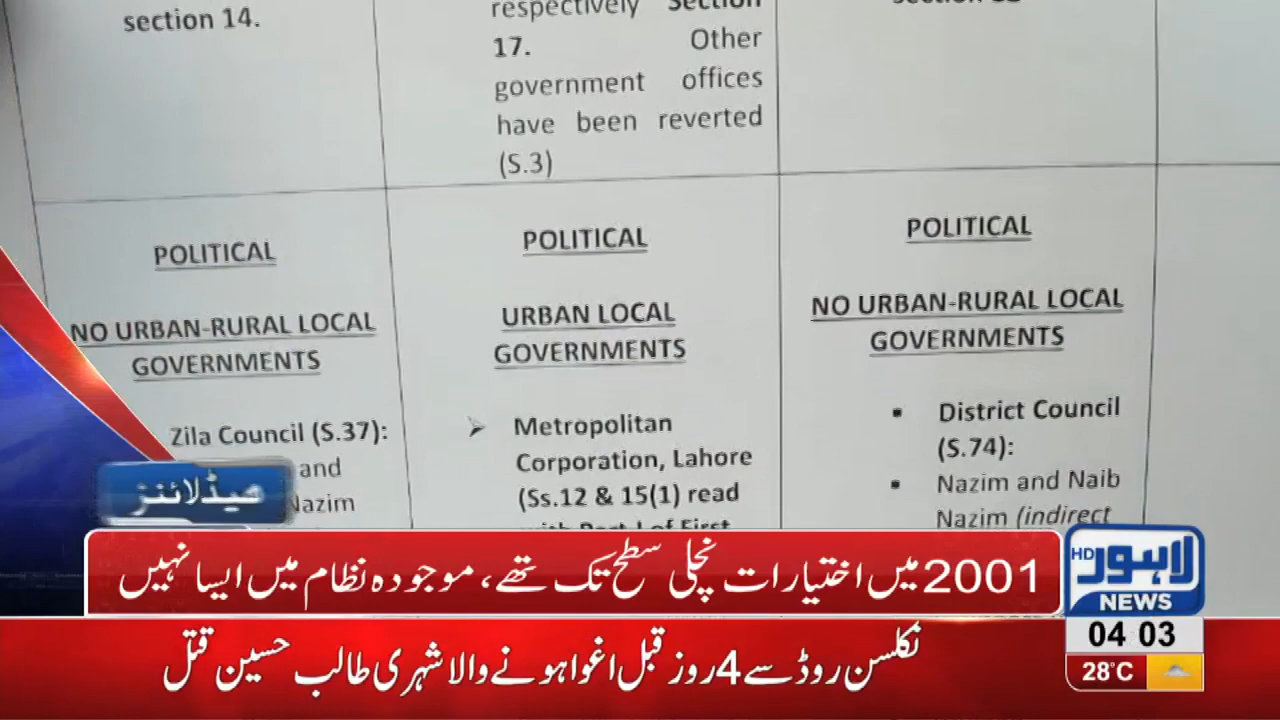 section 14.
respectively Section
17. Other
government offices
have been reverted
(S.3)
POLITICAL
NO URBAN-RURAL LOCAL
GOVERNMENTS
Zila Council (S.37):
and
Nazim
POLITICAL
URBAN LOCAL
GOVERNMENTS
➢ Metropolitan
Corporation, Lahore
(Ss.12 & 15(1) read
POLITICAL
NO URBAN-RURAL LOCAL
GOVERNMENTS
▪ District Council
(S.74):
▪ Nazim and Naib
Nazim (indirect
ہیڈلائنز
2001 میں اختیارات نچلی سطح تک تھے، موجودہ نظام میں ایسا نہیں
نکلسن روڈ سے 4 روز قبل اغوا ہونے والا شہری طالب حسین قتل
HD لاہور
NEWS
04 03
28°C